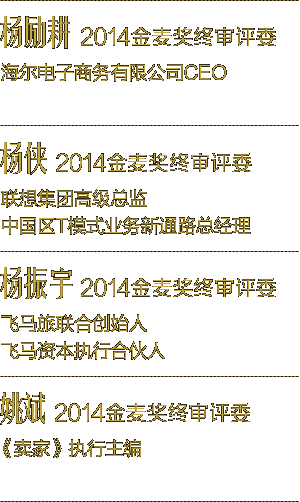 杨励耕 2014金麦奖终审评委
海尔电子商务有限公司CEO
杨侠 2014金麦奖终审评委
联想集团高级总监
中国区T模式业务新通路总经理
杨振宇 2014金麦奖终审评委
飞马旅联合创始人
飞马资本执行合伙人
姚斌 2014金麦奖终审评委
《卖家》执行主编